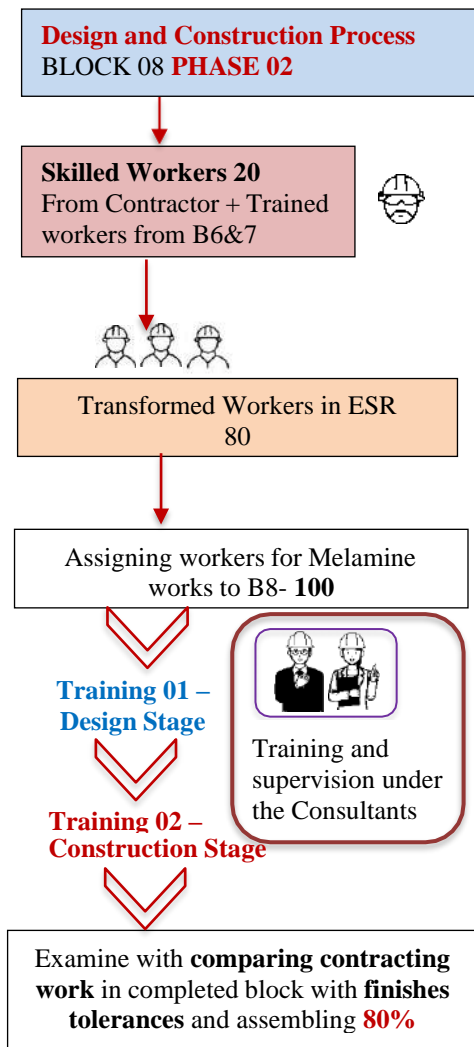 Design and Construction Process
BLOCK 08 PHASE 02
Skilled Workers 20
From Contractor + Trained
workers from B6&7
Transformed Workers in ESR
80
Assigning workers for Melamine
works to B8- 100
Training 01 –
Design Stage
Training and
supervision under
the Consultants
Training 02 –
Construction Stage
Examine with comparing contracting
work in completed block with finishes
tolerances and assembling 80%